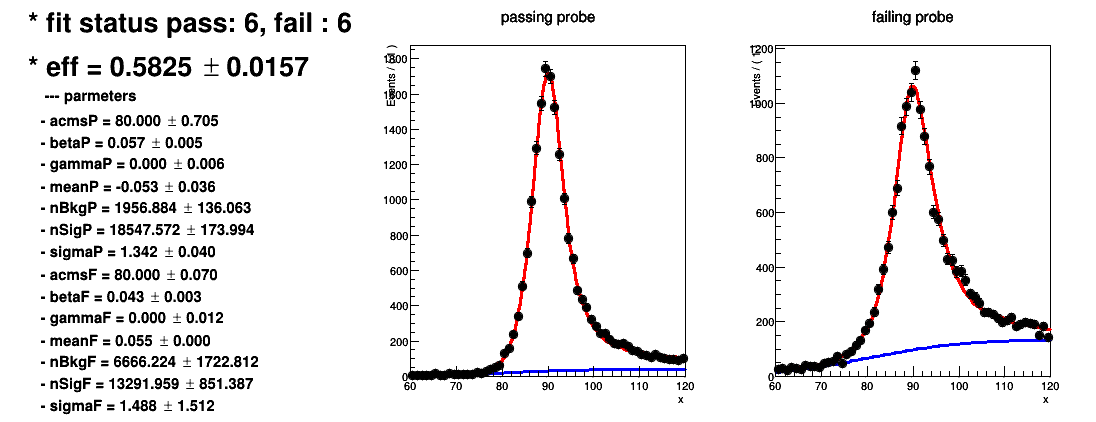 * fit status pass: 6, fail : 6
* eff = 0.5825 ± 0.0157
--- parmeters
- acmsP = 80.000 ± 0.705
- betaP = 0.057 ± 0.005
- gammaP = 0.000 ± 0.006
- meanP = -0.053 ± 0.036
- nBkgP = 1956.884 ± 136.063
- nSigP = 18547.572 ± 173.994
- sigmaP = 1.342 ± 0.040
- acmsF = 80.000 ± 0.070
- betaF = 0.043 ± 0.003
- gammaF = 0.000 ± 0.012
- meanF = 0.055 ± 0.000
- nBkgF = 6666.224 ± 1722.812
- nSigF = 13291.959 ± 851.387
- sigmaF = 1.488 ± 1.512
passing probe
1800
1600
1400
1200
1000
800
600
400
200
0
60 70 80 90 100 110 120
x
failing probe
1200
1000
800
600
400
200
0
60 70 80 90 100 110 120
x